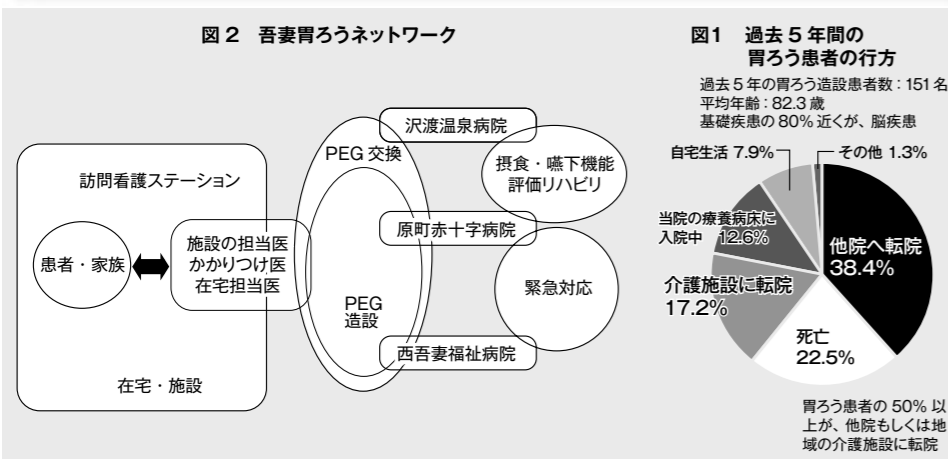 図 2　吾妻胃ろうネットワーク
訪問看護ステーション
患者・家族
施設の担当医
かかりつけ医
在宅担当医
在宅・施設
PEG 交換
PEG
造設
沢渡温泉病院
原町赤十字病院
西吾妻福祉病院
摂食・嚥下機能
評価リハビリ
緊急対応
図1　過去 5 年間の
胃ろう患者の行方
過去 5 年の胃ろう造設患者数：151 名
平均年齢：82.3 歳
基礎疾患の 80% 近くが、脳疾患
自宅生活 7.9%
その他 1.3%
当院の療養病床に
入院中　12.6%
他院へ転院
38.4%
介護施設に転院
17.2%
死亡
22.5%
胃ろう患者の 50% 以
上が、他院もしくは地
域の介護施設に転院